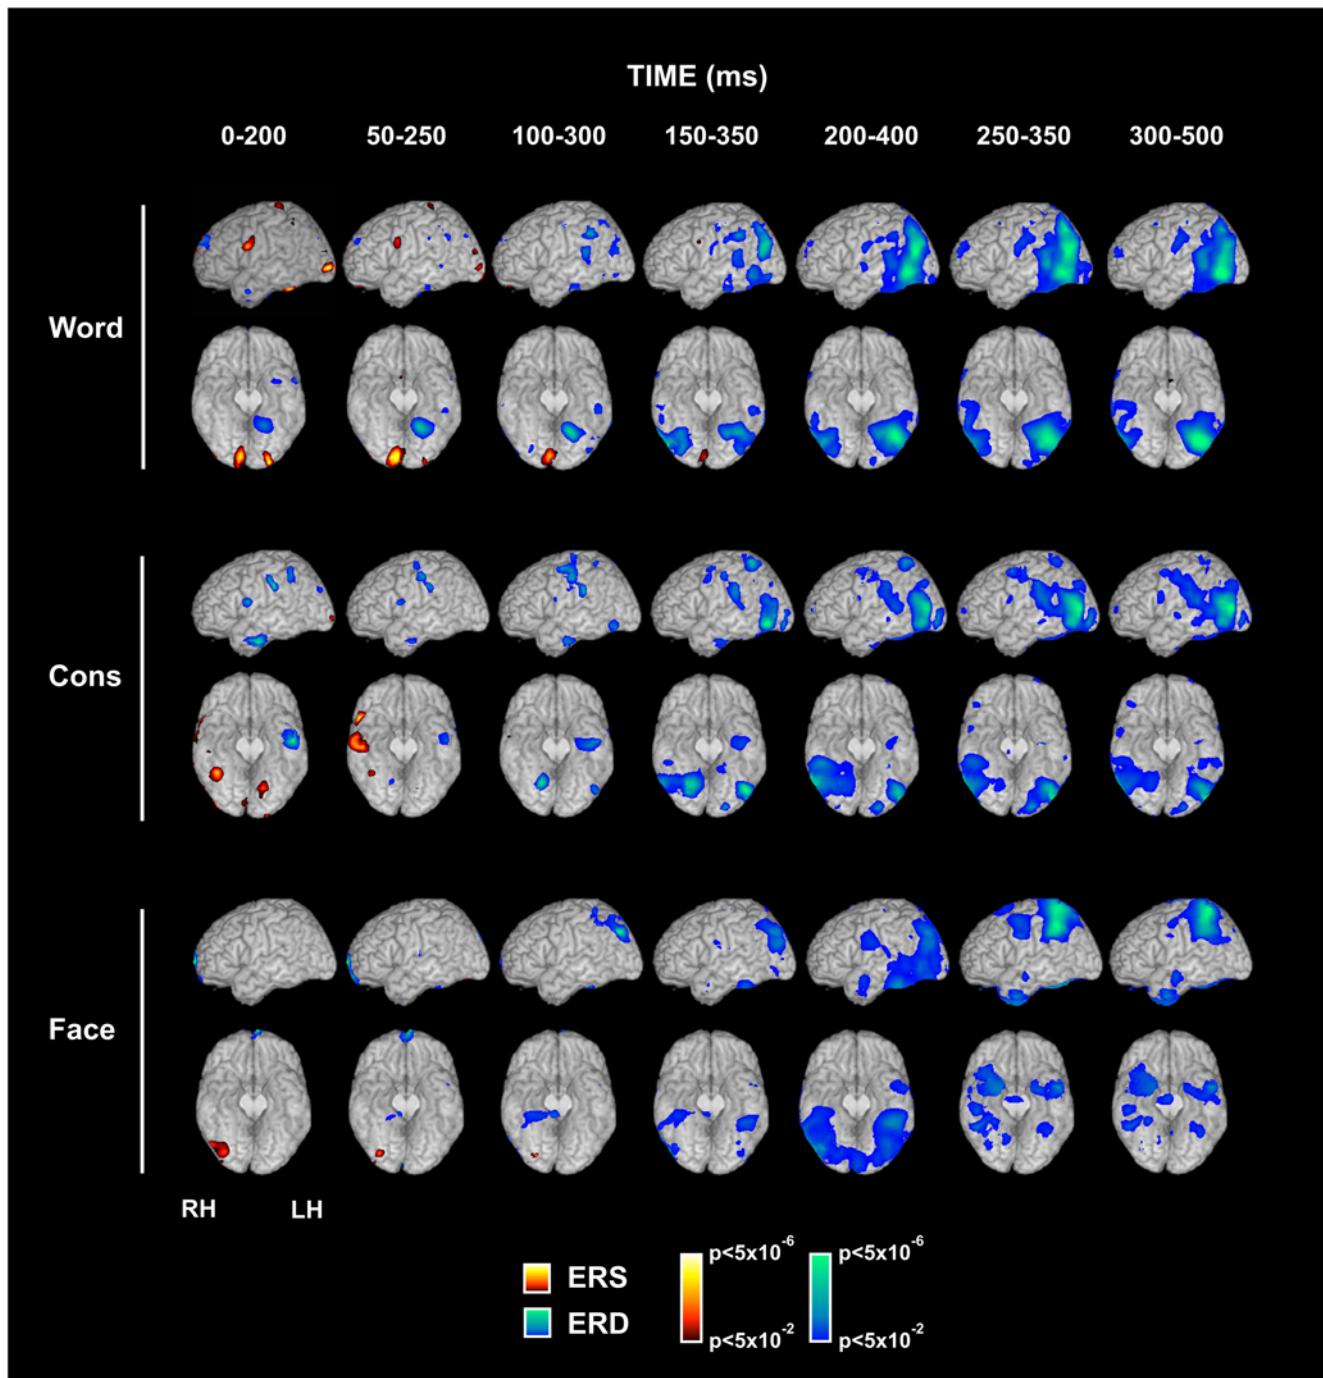 TIME (ms)
0-200 50-250 100-300 150-350 200-400 250-350 300-500
Word
Cons
Face
RH LH
ERS
ERD
p<5x10⁻⁶
p<5x10⁻²
p<5x10⁻⁶
p<5x10⁻²